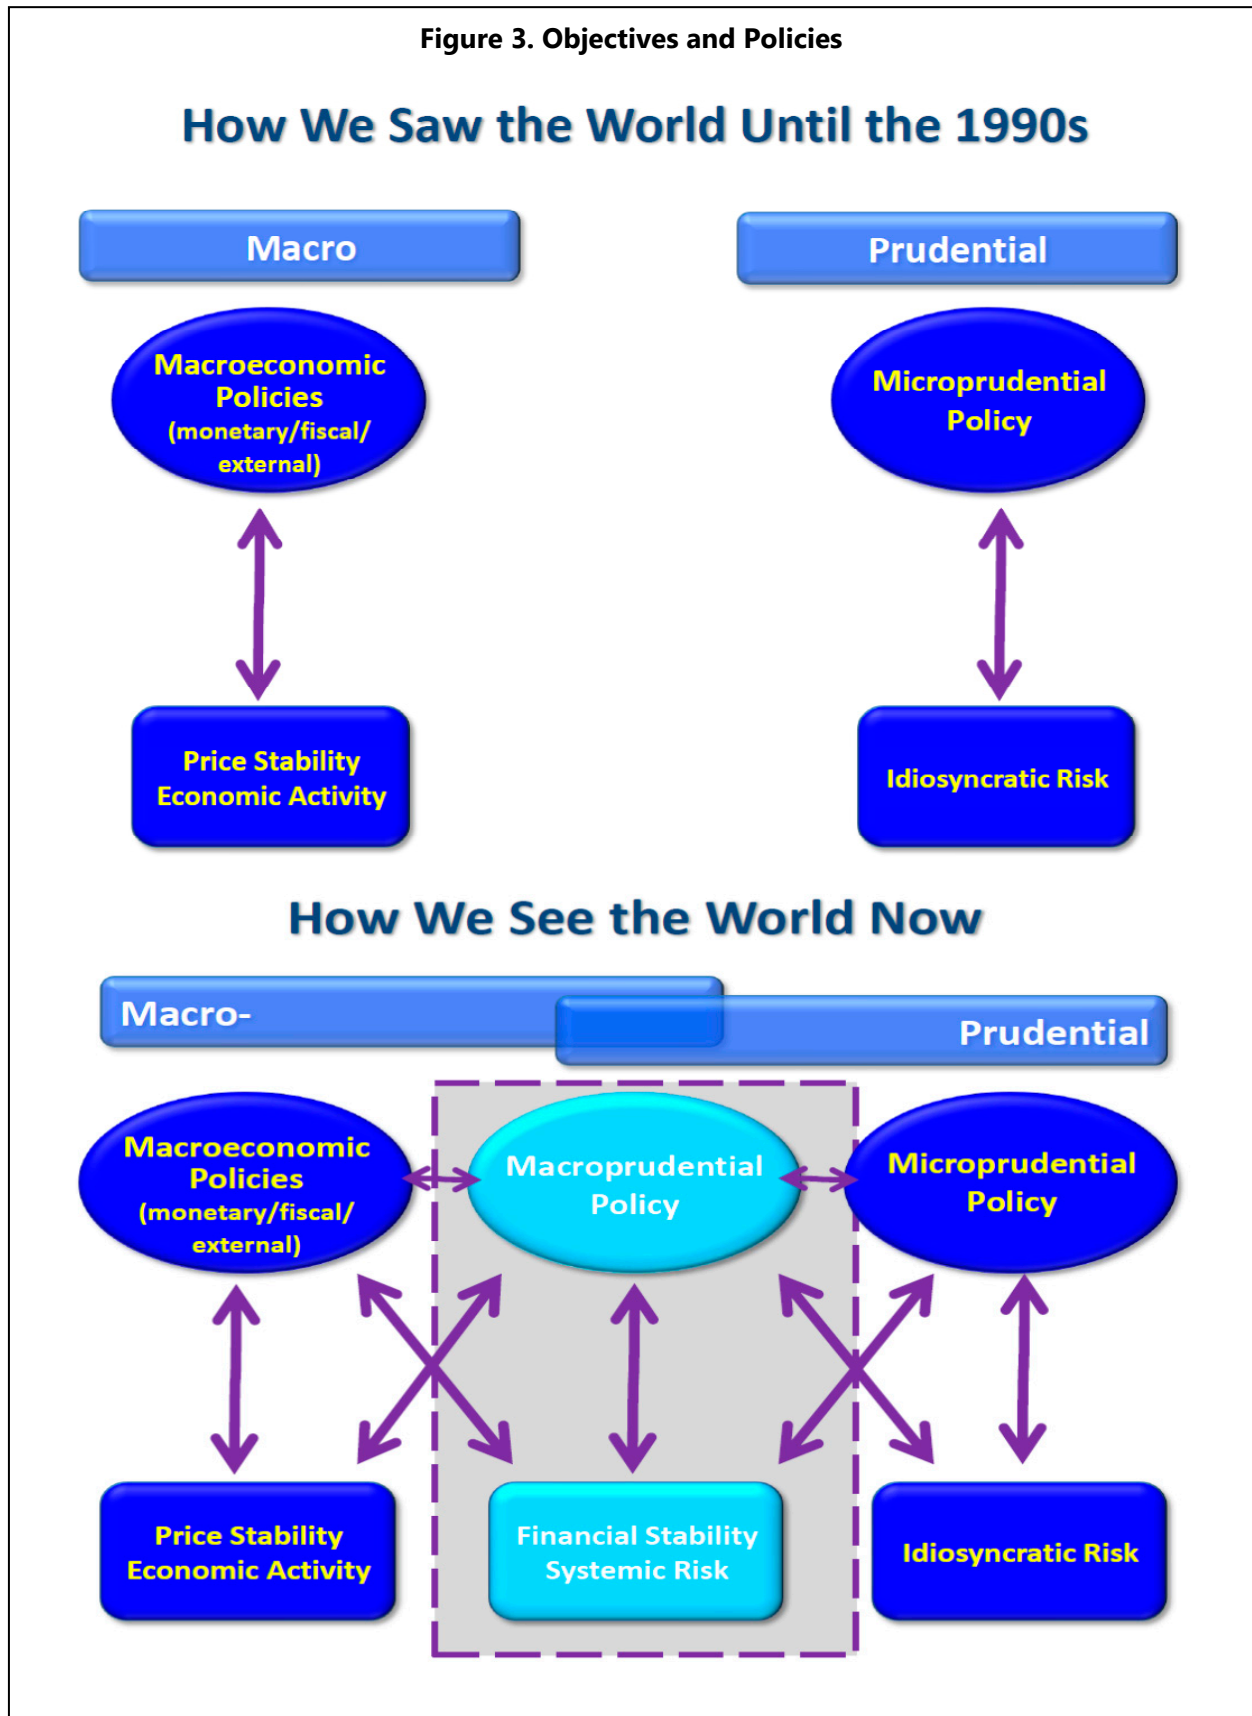 Figure 3. Objectives and Policies
How We Saw the World Until the 1990s
Macro
Prudential
Macroeconomic
Policies
(monetary/fiscal/
external)
Microprudential
Policy
Price Stability
Economic Activity
Idiosyncratic Risk
How We See the World Now
Macro-
Prudential
Macroeconomic
Policies
(monetary/fiscal/
external)
Macroprudential
Policy
Microprudential
Policy
Price Stability
Economic Activity
Financial Stability
Systemic Risk
Idiosyncratic Risk